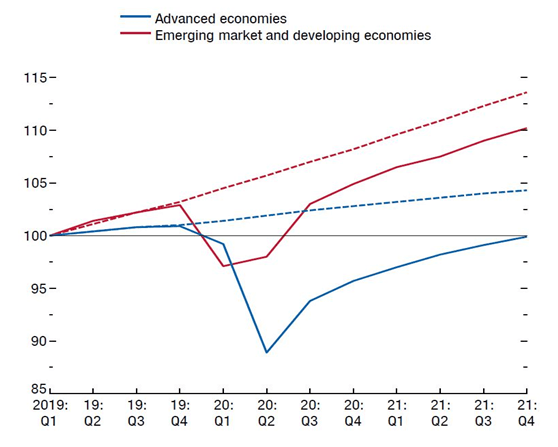 Advanced economies
Emerging market and developing economies
115
110
105
100
95
90
85
2019: 19: 19: 19: 20: 20: 20: 20: 21: 21: 21: 21:
Q1 Q2 Q3 Q4 Q1 Q2 Q3 Q4 Q1 Q2 Q3 Q4